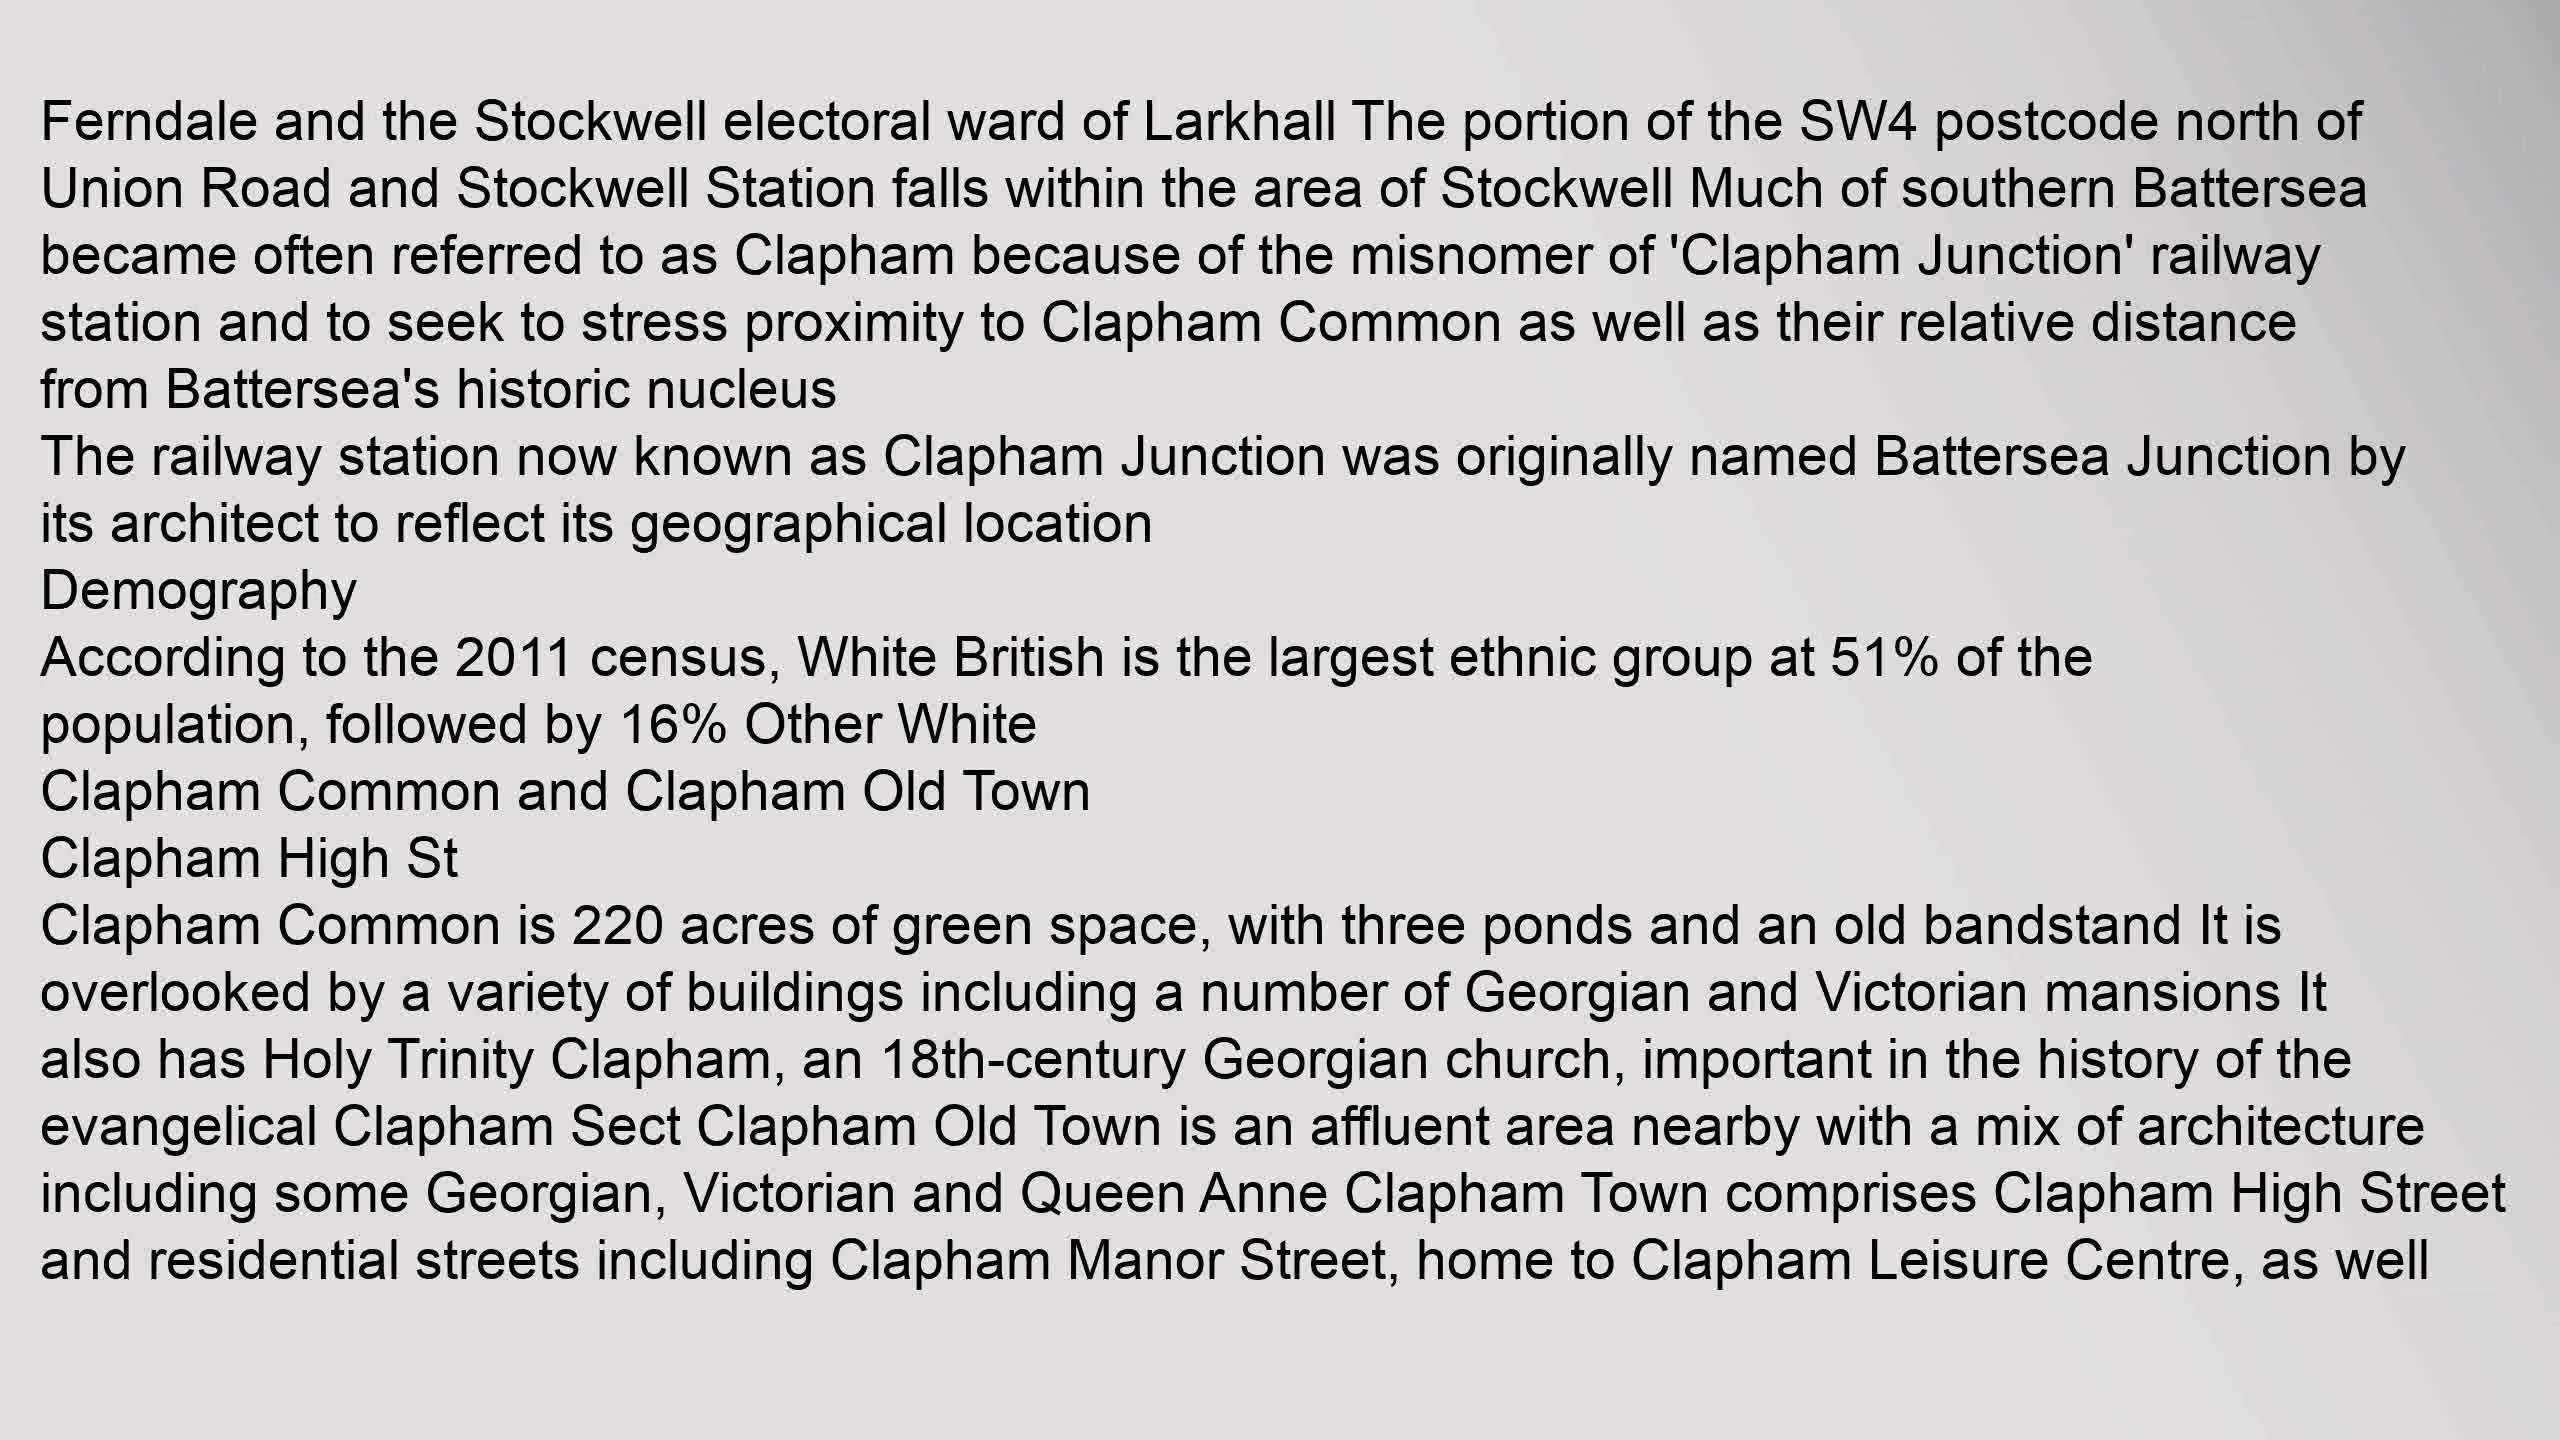 Ferndale and the Stockwell electoral ward of Larkhall The portion of the SW4 postcode north of
Union Road and Stockwell Station falls within the area of Stockwell Much of southern Battersea
became often referred to as Clapham because of the misnomer of 'Clapham Junction' railway
station and to seek to stress proximity to Clapham Common as well as their relative distance
from Battersea's historic nucleus
The railway station now known as Clapham Junction was originally named Battersea Junction by
its architect to reflect its geographical location
Demography
According to the 2011 census, White British is the largest ethnic group at 51% of the
population, followed by 16% Other White
Clapham Common and Clapham Old Town
Clapham High St
Clapham Common is 220 acres of green space, with three ponds and an old bandstand It is
overlooked by a variety of buildings including a number of Georgian and Victorian mansions It
also has Holy Trinity Clapham, an 18th-century Georgian church, important in the history of the
evangelical Clapham Sect Clapham Old Town is an affluent area nearby with a mix of architecture
including some Georgian, Victorian and Queen Anne Clapham Town comprises Clapham High Street
and residential streets including Clapham Manor Street, home to Clapham Leisure Centre, as well